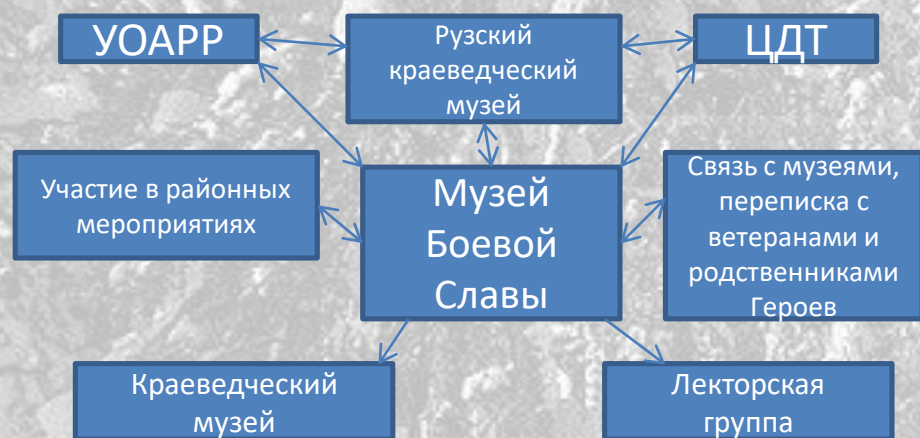 УОАРР
Рузский
краеведческий
музей
ЦДТ
Участие в районных
мероприятиях
Музей
Боевой
Славы
Связь с музеями,
переписка с
ветеранами и
родственниками
Героев
Краеведческий
музей
Лекторская
группа